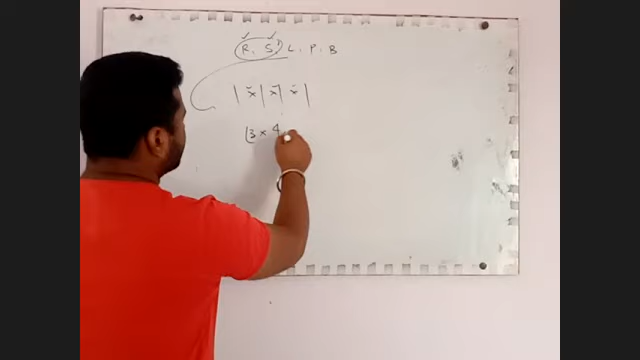 R, S, L, P, B
| x | x | x |
(3 × 4